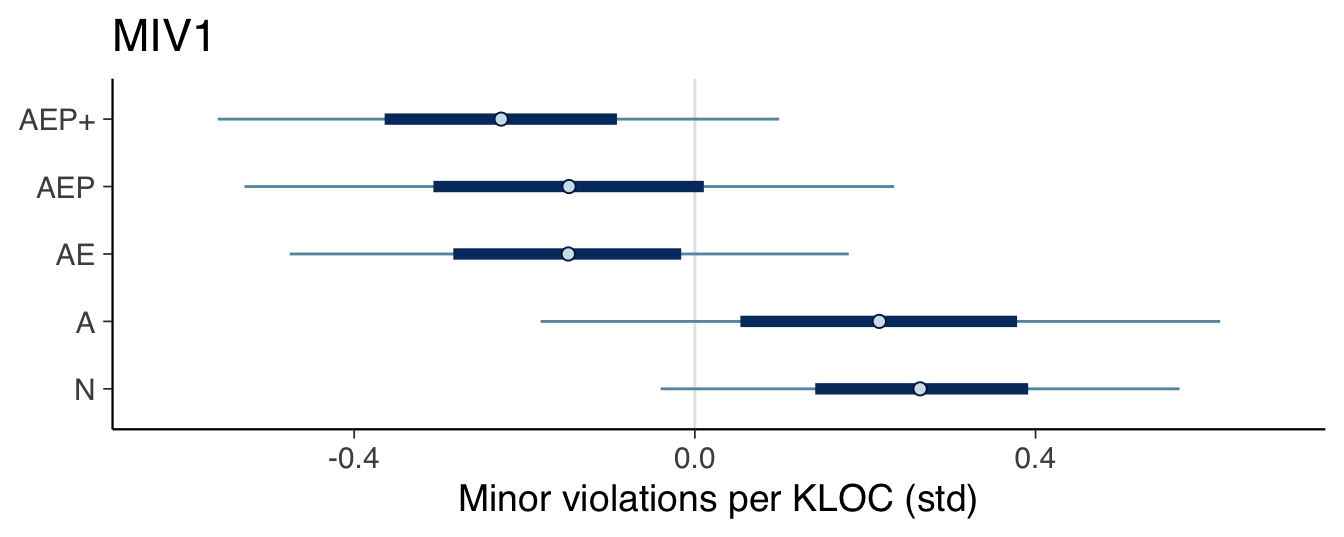 MIV1
AEP+
AEP
AE
A
N
-0.4 0.0 0.4
Minor violations per KLOC (std)